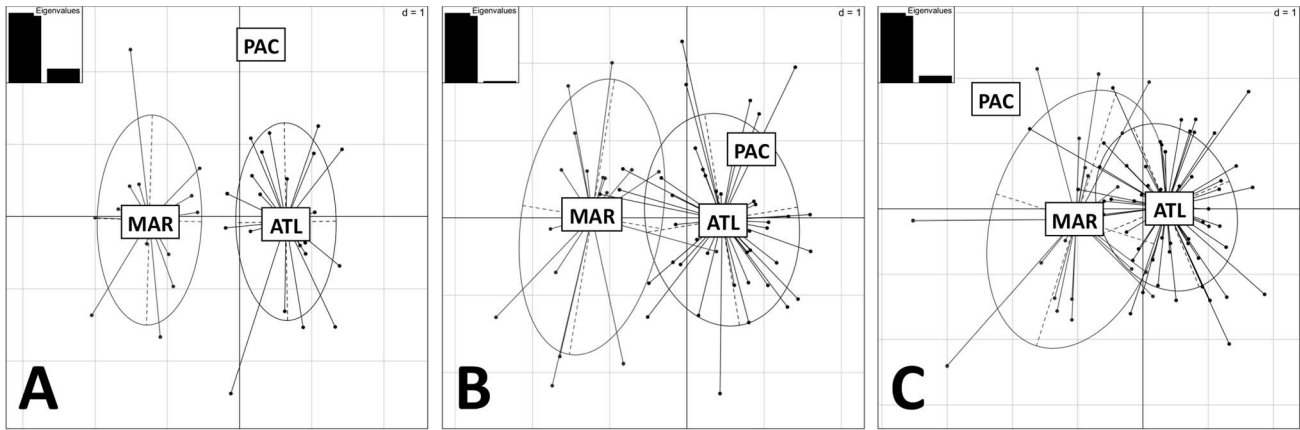 Eigenvalues
d = 1
PAC
MAR
ATL
A
Eigenvalues
d = 1
PAC
MAR
ATL
B
Eigenvalues
d = 1
PAC
MAR
ATL
C